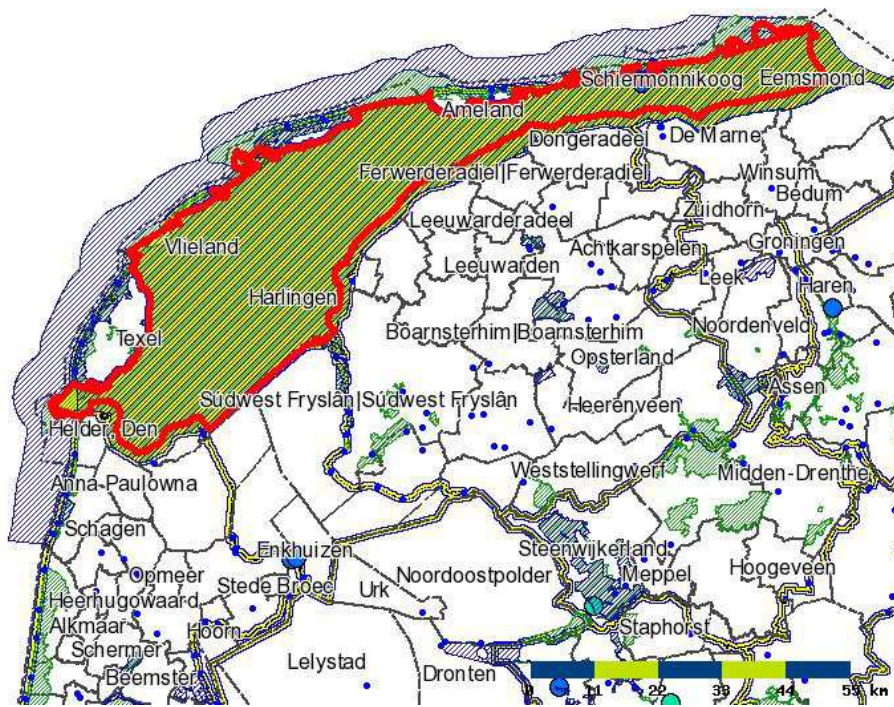 Schiermonnikoog
Eemsmond
Ameland
Dongeradeel
De Marne
Ferwerderadiel|Ferwerderadiel
Winsum
Bedum
Zuidhorn
Leeuwarderadeel
Vlieland
Achtkarspelen
Groningen
Leeuwarden
Leek
Haren
Harlingen
Texel
Boarnsterhim|Boarnsterhim
Noordenveld
Opsterland
Assen
Súdwest Fryslân|Súdwest Fryslân
Heerenveen
Helder, Den
Weststellingwerf
Midden-Drenthe
Anna Paulowna
Schagen
Enkhuizen
Steenwijkerland
Opmeer
Stede Broec
Urk
Noordoostpolder
Meppel
Hoogeveen
Heerhugowaard
Alkmaar
Hoorn
Staphorst
Schermer
Lelystad
Beemster
Dronten
0 11 22 33 44 55 km